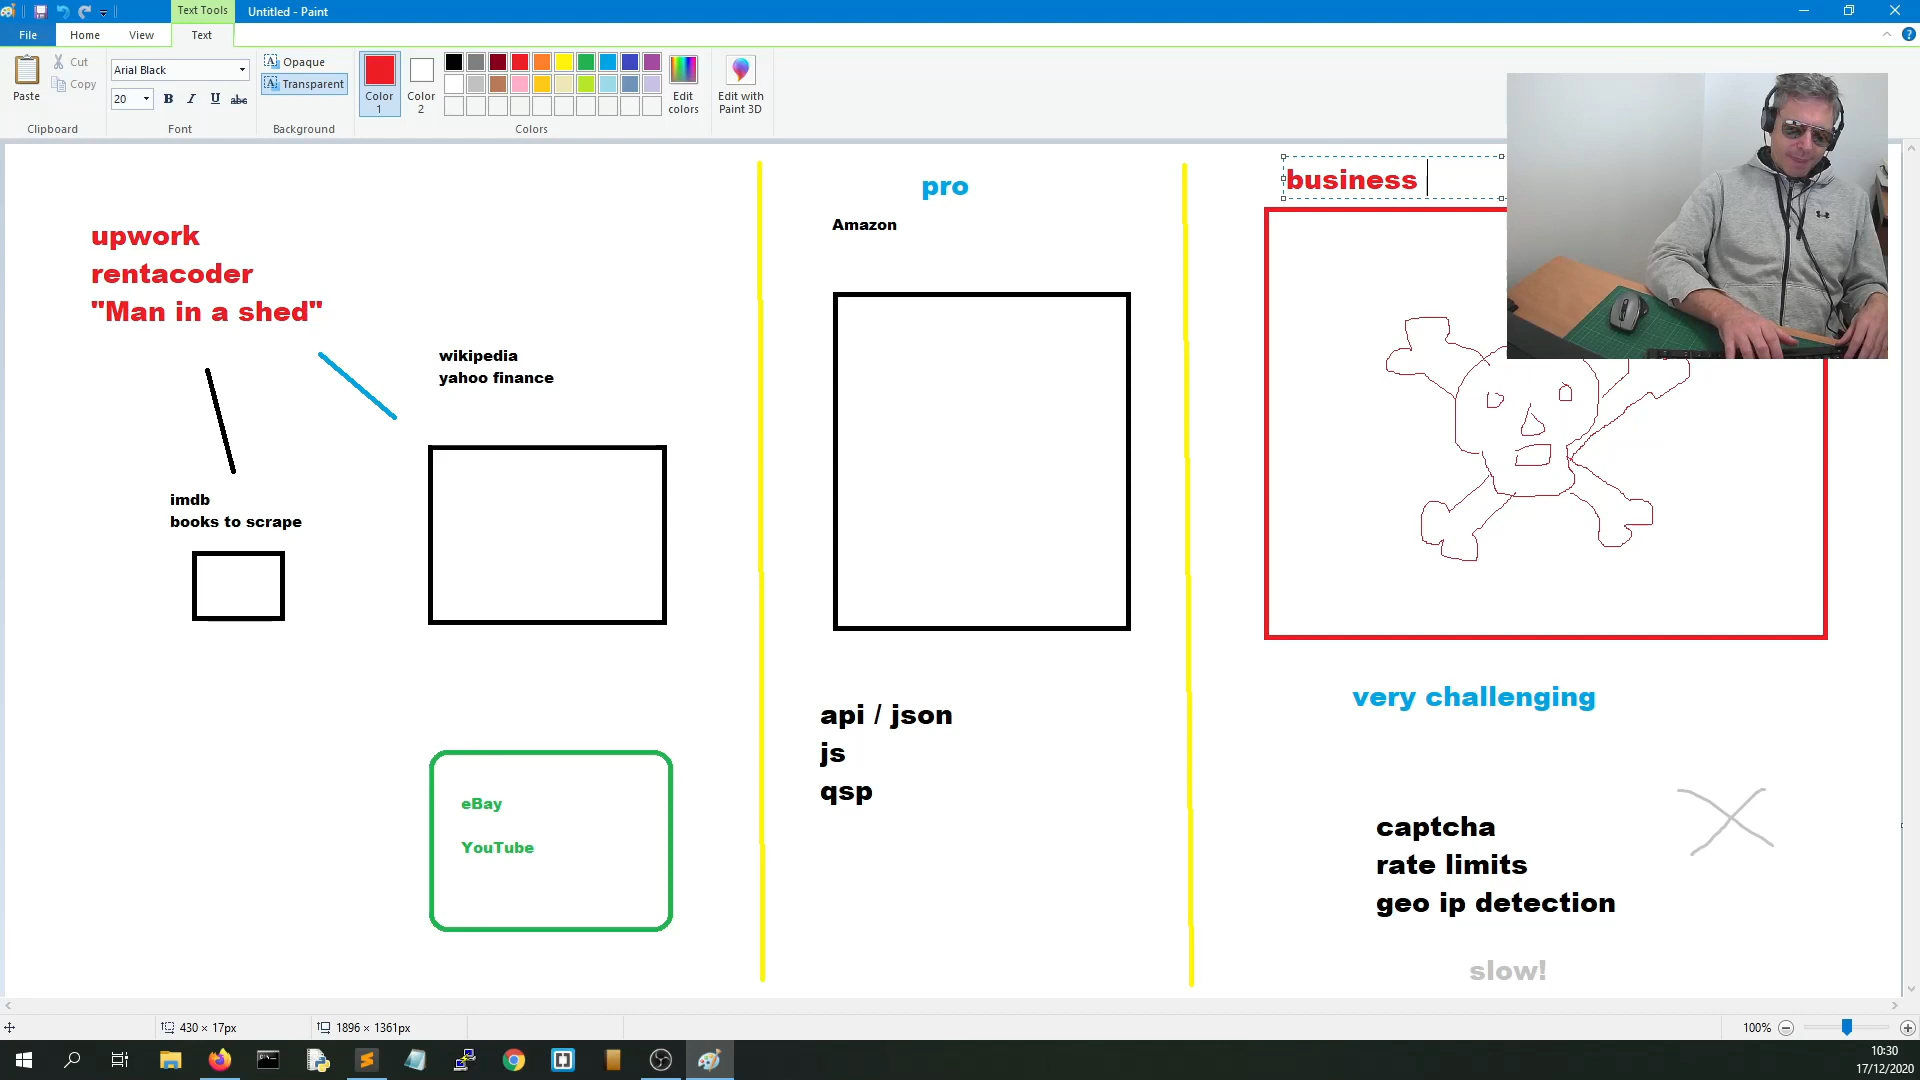 Text Tools
Untitled - Paint
File
Home
View
Text
Paste
Cut
Copy
Clipboard
Arial Black
20
B
I
U
abc
Font
Opaque
Transparent
Background
Color 1
Color 2
Edit colors
Edit with Paint 3D
Colors
upwork
rentacoder
"Man in a shed"
wikipedia
yahoo finance
imdb
books to scrape
eBay
YouTube
pro
Amazon
api / json
js
qsp
business
very challenging
captcha
rate limits
geo ip detection
slow!
430 × 17px
1896 × 1361px
100%
10:30
17/12/2020